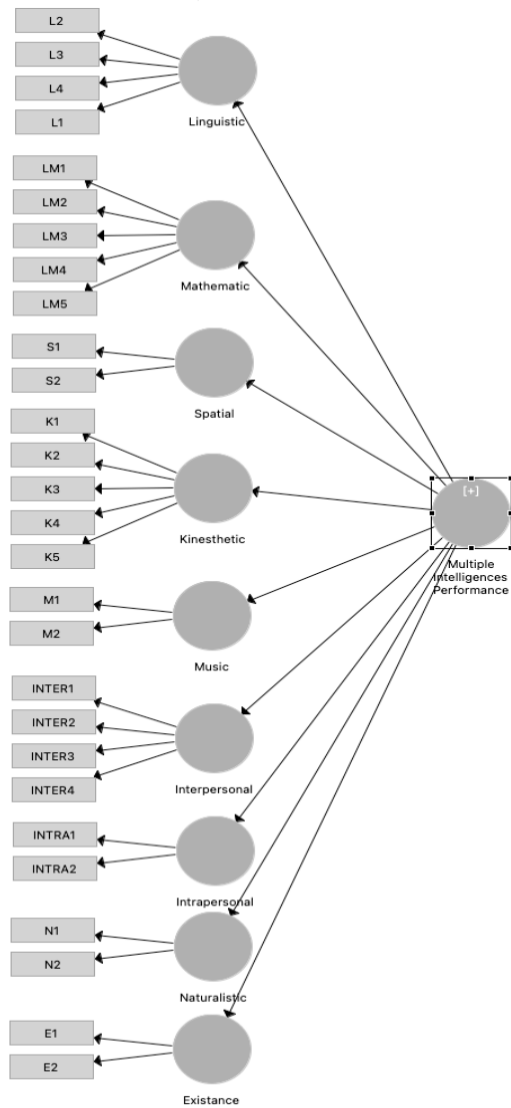 L2
L3
L4
L1
Linguistic
LM1
LM2
LM3
LM4
LM5
Mathematic
S1
S2
Spatial
K1
K2
K3
K4
K5
Kinesthetic
[+]
Multiple
Intelligences
Performance
M1
M2
Music
INTER1
INTER2
INTER3
INTER4
Interpersonal
INTRA1
INTRA2
Intrapersonal
N1
N2
Naturalistic
E1
E2
Existance